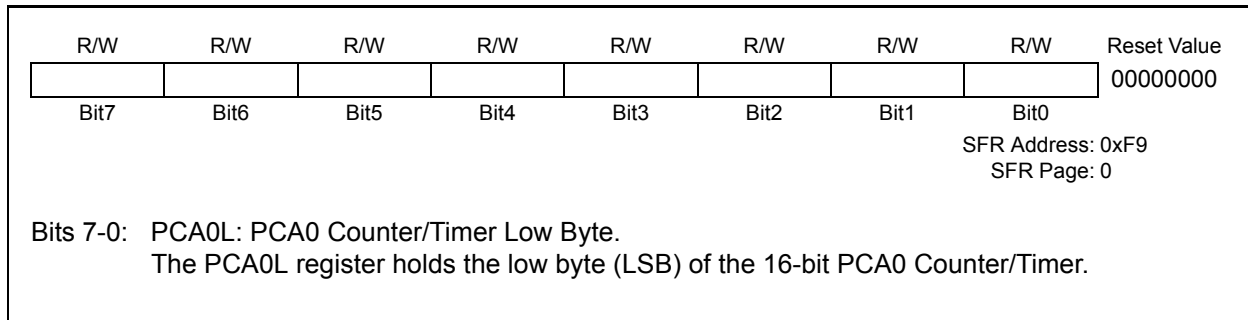 R/W R/W R/W R/W R/W R/W R/W R/W Reset Value
00000000
Bit7 Bit6 Bit5 Bit4 Bit3 Bit2 Bit1 Bit0
SFR Address: 0xF9
SFR Page: 0
Bits 7-0: PCA0L: PCA0 Counter/Timer Low Byte.
The PCA0L register holds the low byte (LSB) of the 16-bit PCA0 Counter/Timer.